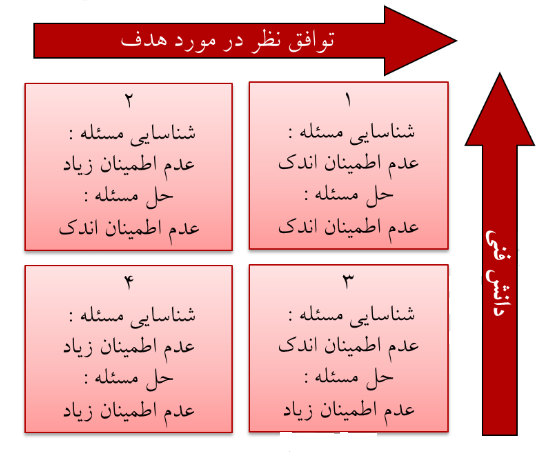 توافق نظر در مورد هدف
۱
شناسایی مسئله :
عدم اطمینان اندک
حل مسئله :
عدم اطمینان اندک
۲
شناسایی مسئله :
عدم اطمینان زیاد
حل مسئله :
عدم اطمینان اندک
۳
شناسایی مسئله :
عدم اطمینان اندک
حل مسئله :
عدم اطمینان زیاد
۴
شناسایی مسئله :
عدم اطمینان زیاد
حل مسئله :
عدم اطمینان زیاد
دانش فنی